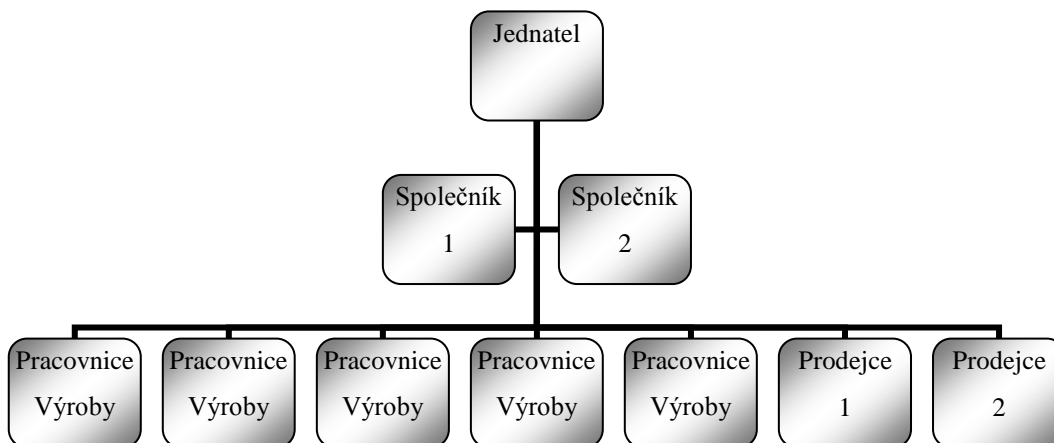 Jednatel
Společník
1
Společník
2
Pracovnice
Výroby
Pracovnice
Výroby
Pracovnice
Výroby
Pracovnice
Výroby
Pracovnice
Výroby
Prodejce
1
Prodejce
2